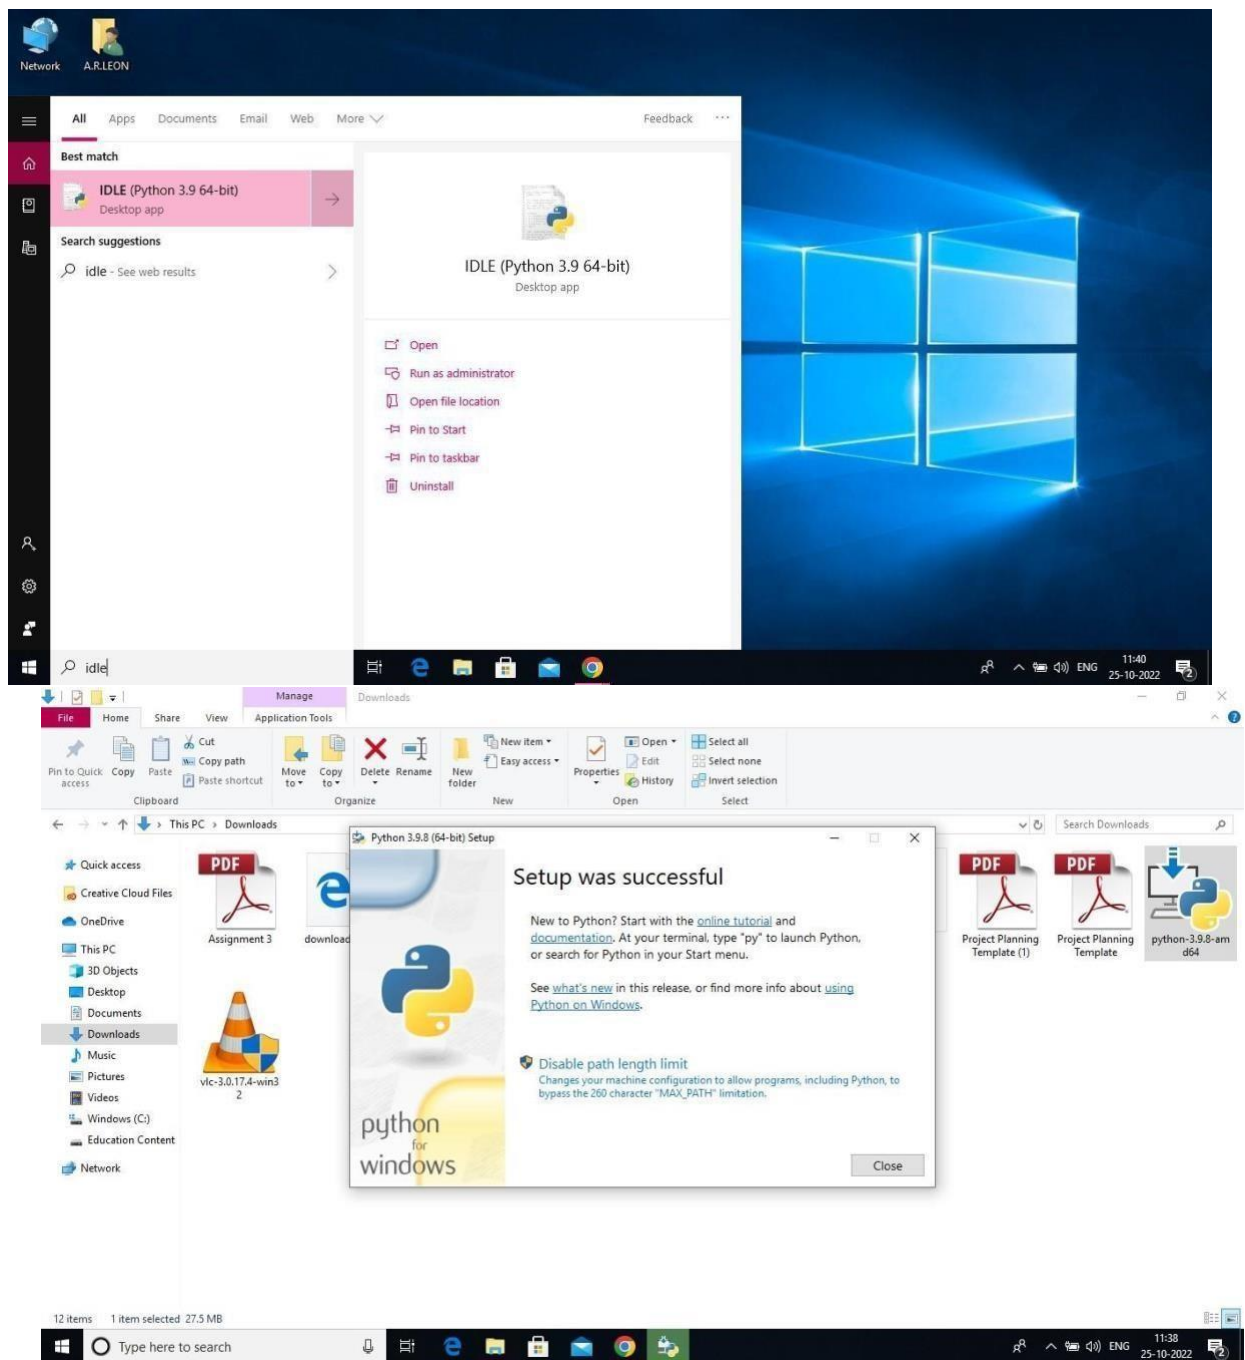 Network
A.R.LEON
All Apps Documents Email Web More Feedback ...
Best match
IDLE (Python 3.9 64-bit)
Desktop app
Search suggestions
idle - See web results
IDLE (Python 3.9 64-bit)
Desktop app
Open
Run as administrator
Open file location
Pin to Start
Pin to taskbar
Uninstall
idle
ENG
11:40
25-10-2022
2
Manage
Downloads
File Home Share View Application Tools
Pin to Quick access
Copy
Paste
Cut
Copy path
Paste shortcut
Clipboard
Move to
Copy to
Delete
Rename
Organize
New folder
New item
Easy access
New
Properties
Open
Edit
History
Open
Select all
Select none
Invert selection
Select
This PC > Downloads
Search Downloads
Quick access
Creative Cloud Files
OneDrive
This PC
3D Objects
Desktop
Documents
Downloads
Music
Pictures
Videos
Windows (C:)
Education Content
Network
PDF
Assignment 3
download
vlc-3.0.17.4-win3
2
Python 3.9.8 (64-bit) Setup
Setup was successful
New to Python? Start with the online tutorial and
documentation. At your terminal, type "py" to launch Python,
or search for Python in your Start menu.
See what's new in this release, or find more info about using
Python on Windows.
Disable path length limit
Changes your machine configuration to allow programs, including Python, to
bypass the 260 character "MAX_PATH" limitation.
python
for
windows
Close
PDF
Project Planning
Template (1)
PDF
Project Planning
Template
python-3.9.8-am
d64
12 items 1 item selected 27.5 MB
Type here to search
ENG
11:38
25-10-2022
2